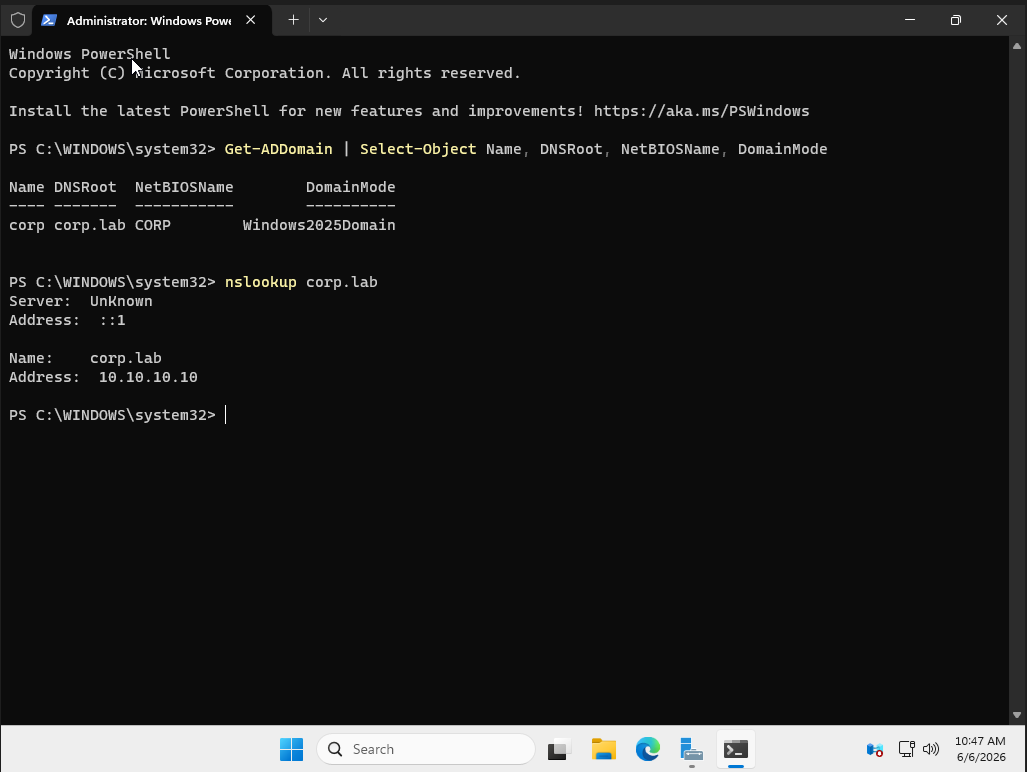 Administrator: Windows Powe
Windows PowerShell
Copyright (C) Microsoft Corporation. All rights reserved.
Install the latest PowerShell for new features and improvements! https://aka.ms/PSWindows
PS C:\WINDOWS\system32> Get-ADDomain | Select-Object Name, DNSRoot, NetBIOSName, DomainMode
Name DNSRoot  NetBIOSName        DomainMode
---- -------  -----------        ----------
corp corp.lab CORP        Windows2025Domain
PS C:\WINDOWS\system32> nslookup corp.lab
Server:  UnKnown
Address:  ::1
Name:    corp.lab
Address:  10.10.10.10
PS C:\WINDOWS\system32>
Search
10:47 AM
6/6/2026